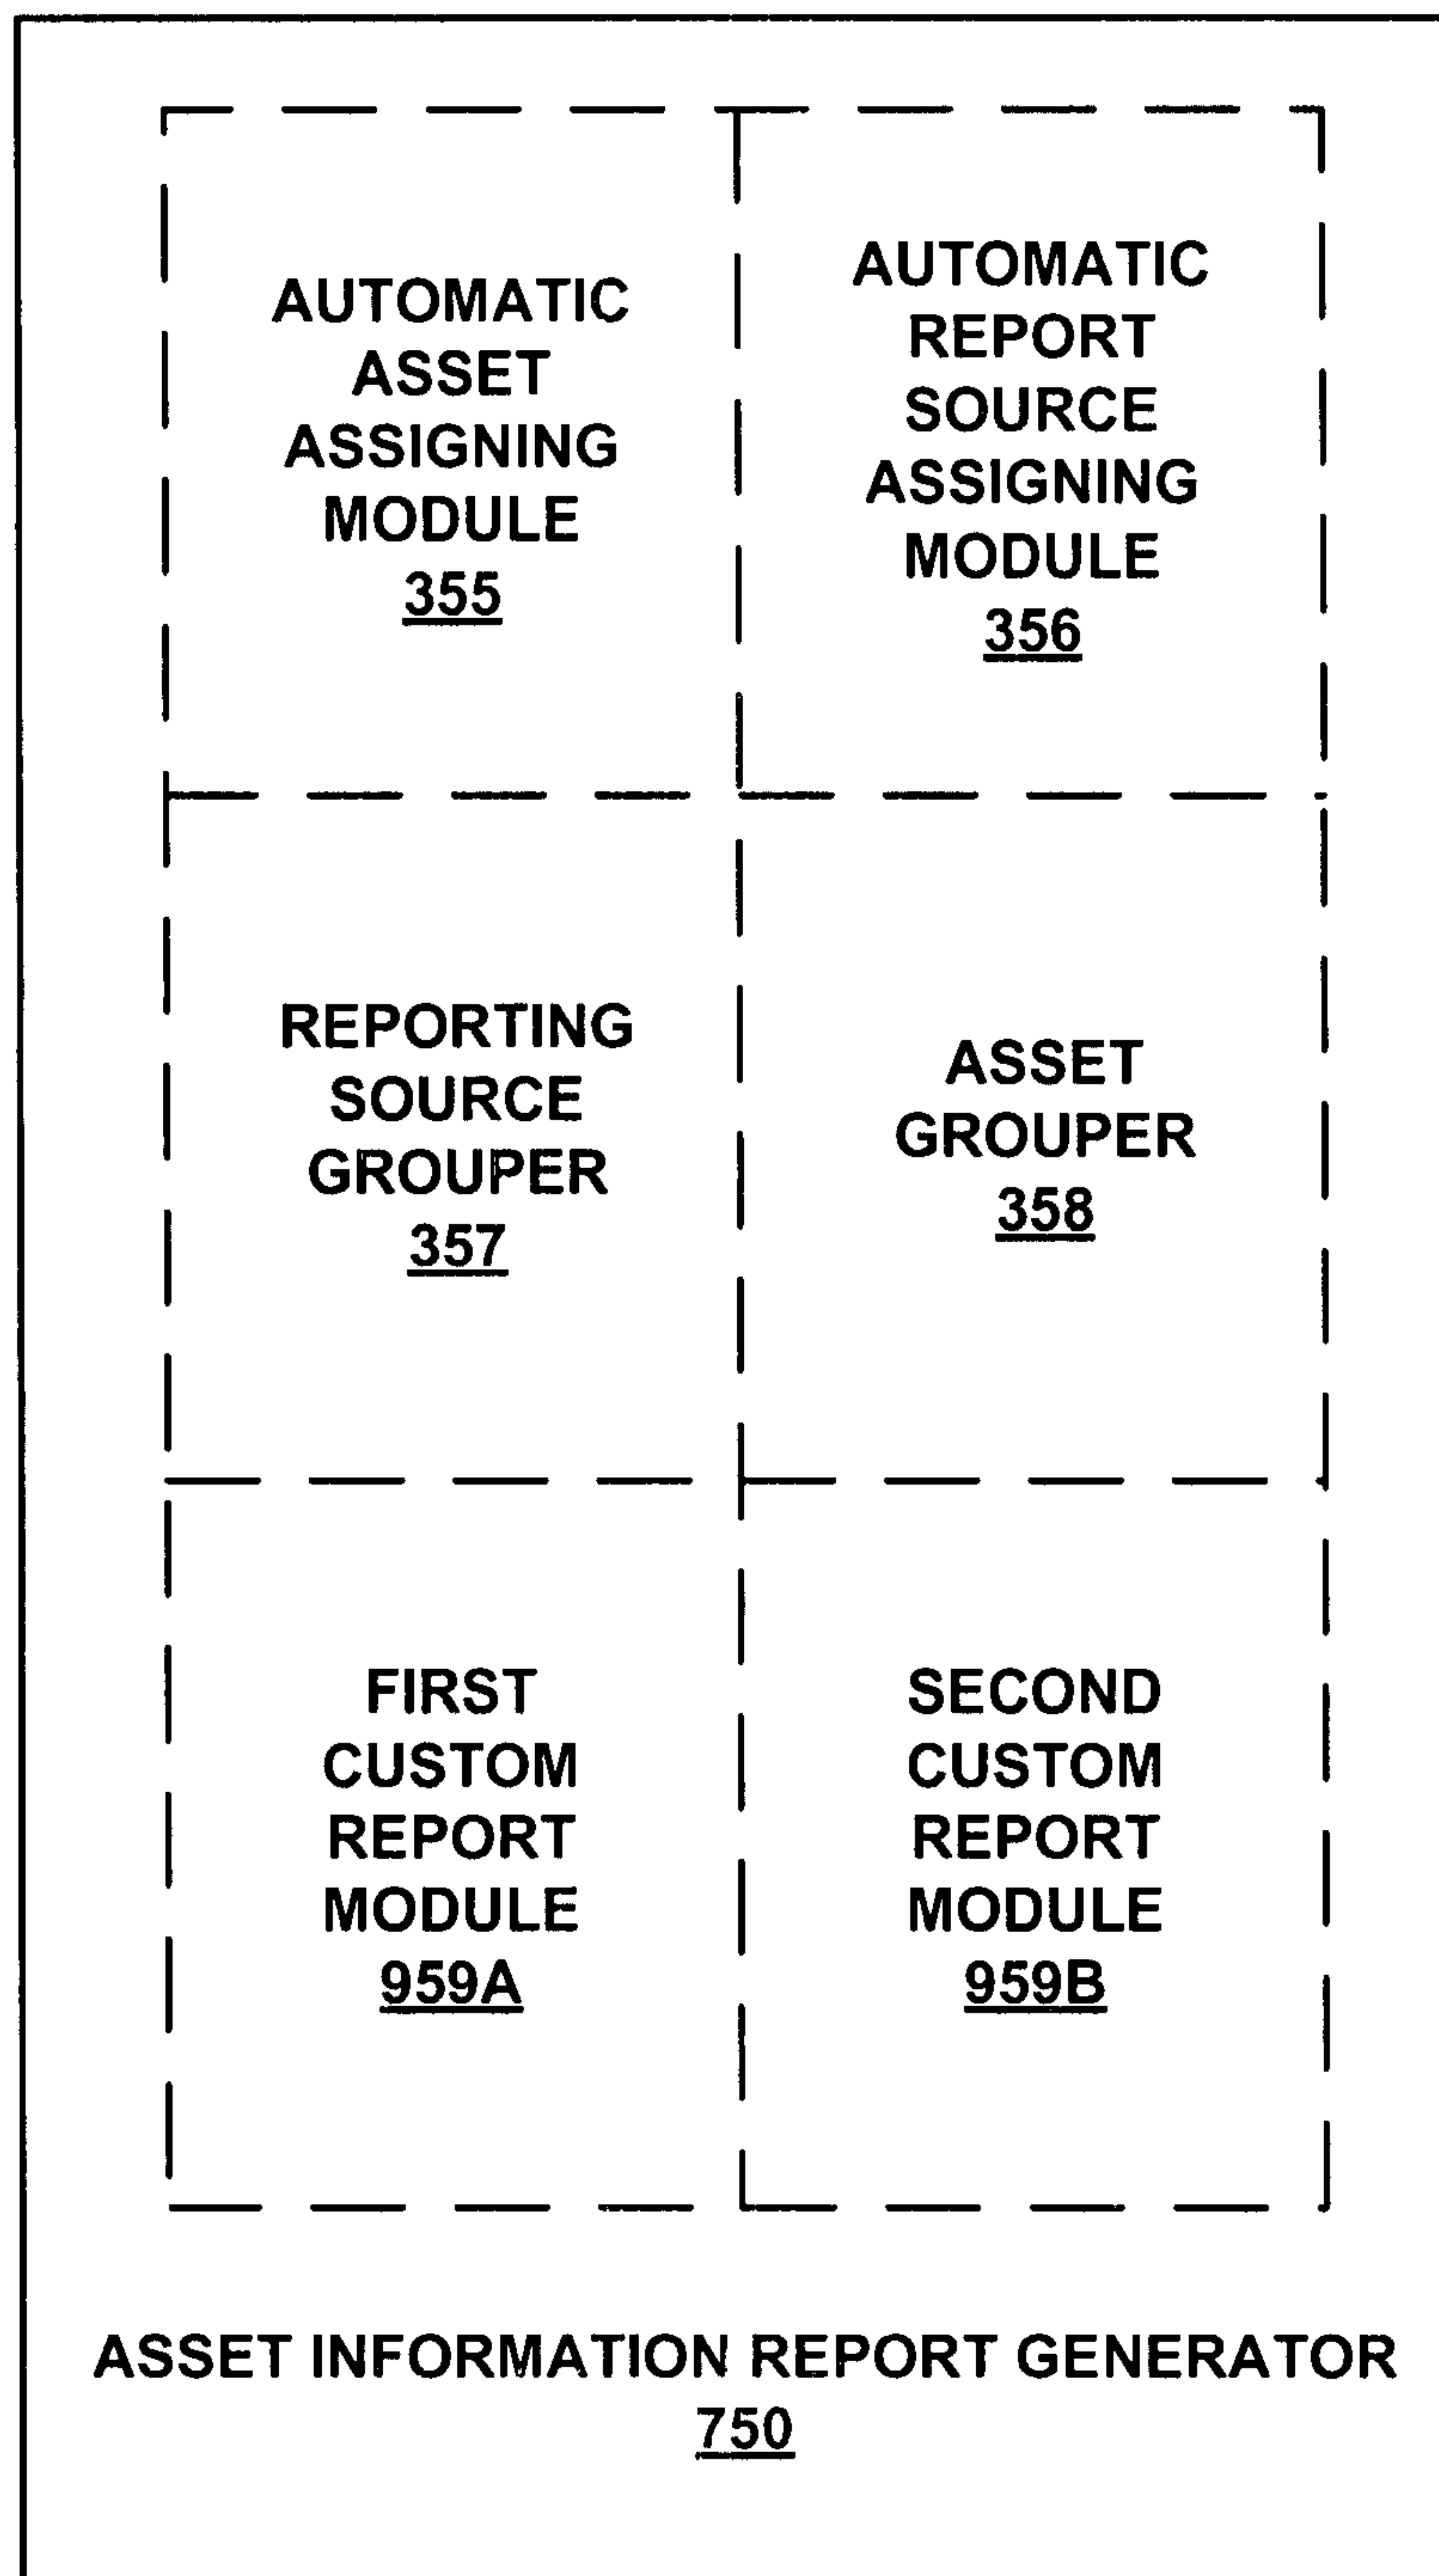 AUTOMATIC
ASSET
ASSIGNING
MODULE
355
AUTOMATIC
REPORT
SOURCE
ASSIGNING
MODULE
356
REPORTING
SOURCE
GROUPER
357
ASSET
GROUPER
358
FIRST
CUSTOM
REPORT
MODULE
959A
SECOND
CUSTOM
REPORT
MODULE
959B
ASSET INFORMATION REPORT GENERATOR
750